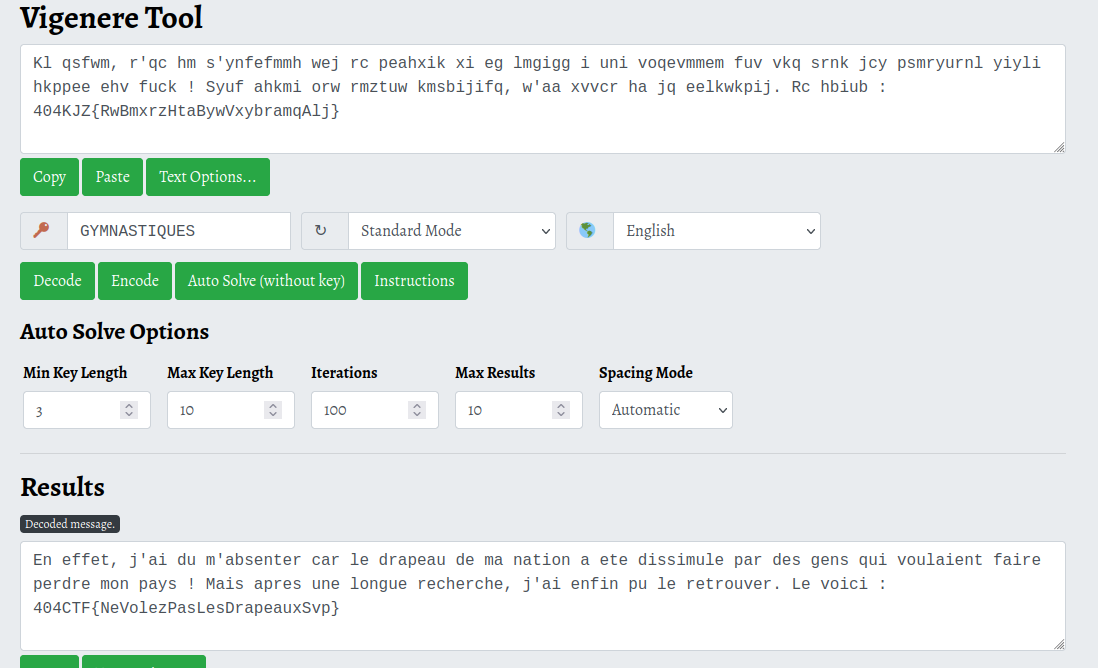 Vigenere Tool
Kl qsfwm, r'qc hm s'ynfefmmh wej rc peahxik xi eg lmgigg i uni voqevmmem fuv vkq srnk jcy psmryurnl yiyli
hkppee ehv fuck ! Syuf ahkmi orw rmztuw kmsbijifq, w'aa xvvcr ha jq eelkwkpij. Rc hbiub :
404KJZ{RwBmxrzHtaBywVxybramqAlj}
Copy Paste Text Options...
GYMNASTIQUES ↻ Standard Mode English
Decode Encode Auto Solve (without key) Instructions
Auto Solve Options
Min Key Length Max Key Length Iterations Max Results Spacing Mode
3 10 100 10 Automatic
Results
Decoded message.
En effet, j'ai du m'absenter car le drapeau de ma nation a ete dissimule par des gens qui voulaient faire
perdre mon pays ! Mais apres une longue recherche, j'ai enfin pu le retrouver. Le voici :
404CTF{NeVolezPasLesDrapeauxSvp}